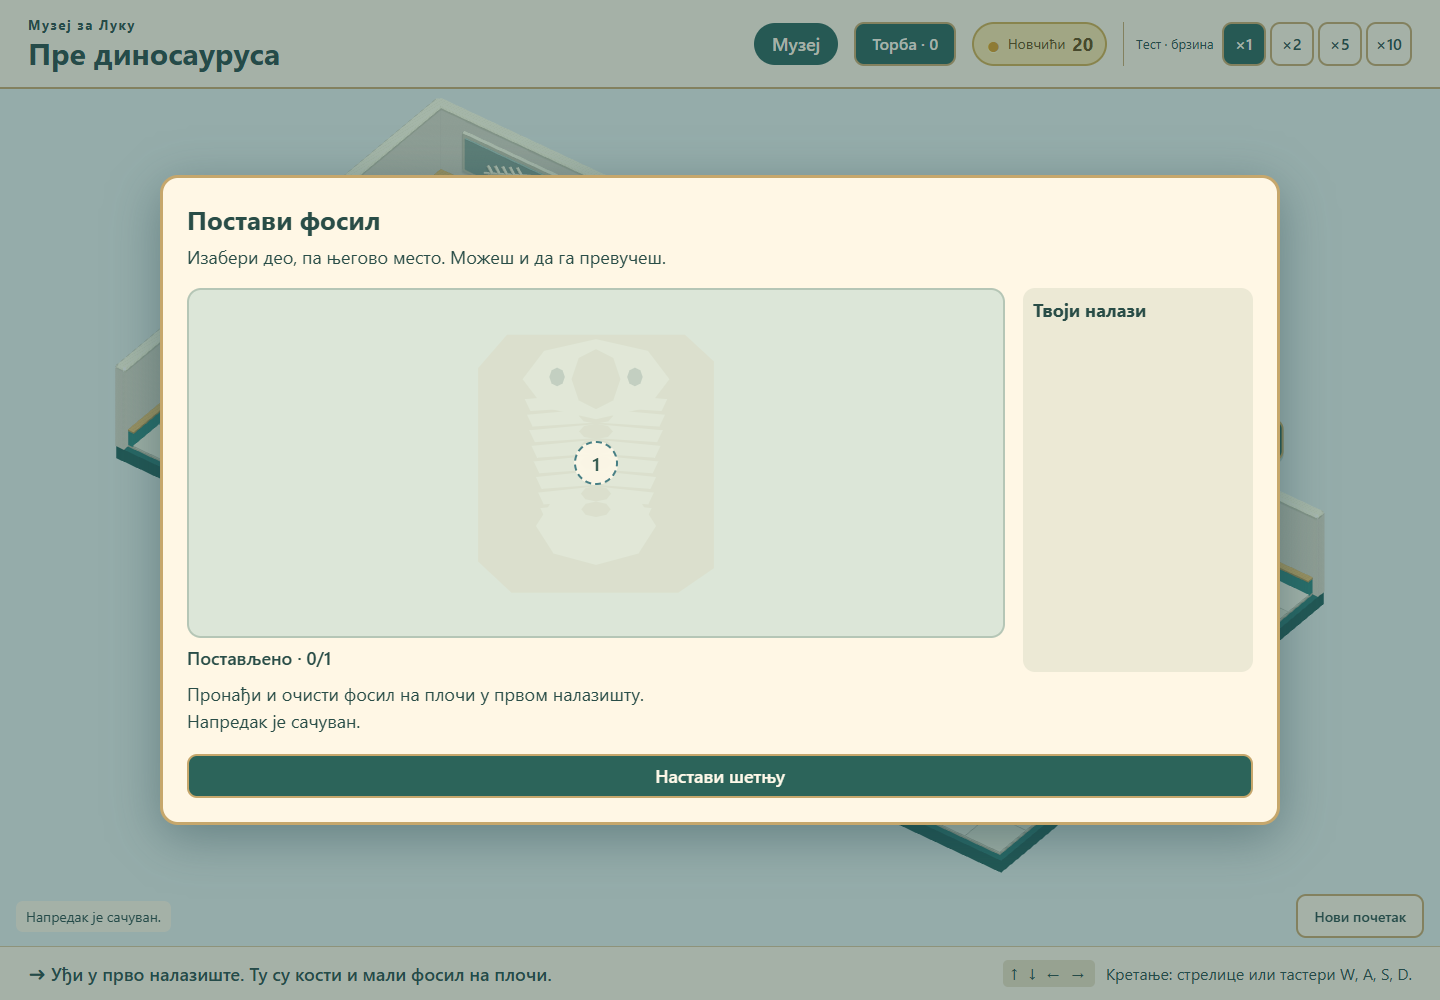 Музеј за Луку
Пре диносауруса
Музеј
Торба · 0
Новчићи 20
Тест · брзина
×1
×2
×5
×10
Постави фосил
Изабери део, па његово место. Можеш и да га превучеш.
1
Твоји налази
Постављено · 0/1
Пронађи и очисти фосил на плочи у првом налазишту.
Напредак је сачуван.
Настави шетњу
Напредак је сачуван.
Нови почетак
→ Уђи у прво налазиште. Ту су кости и мали фосил на плочи.
↑ ↓ ← → Кретање: стрелице или тастери W, A, S, D.